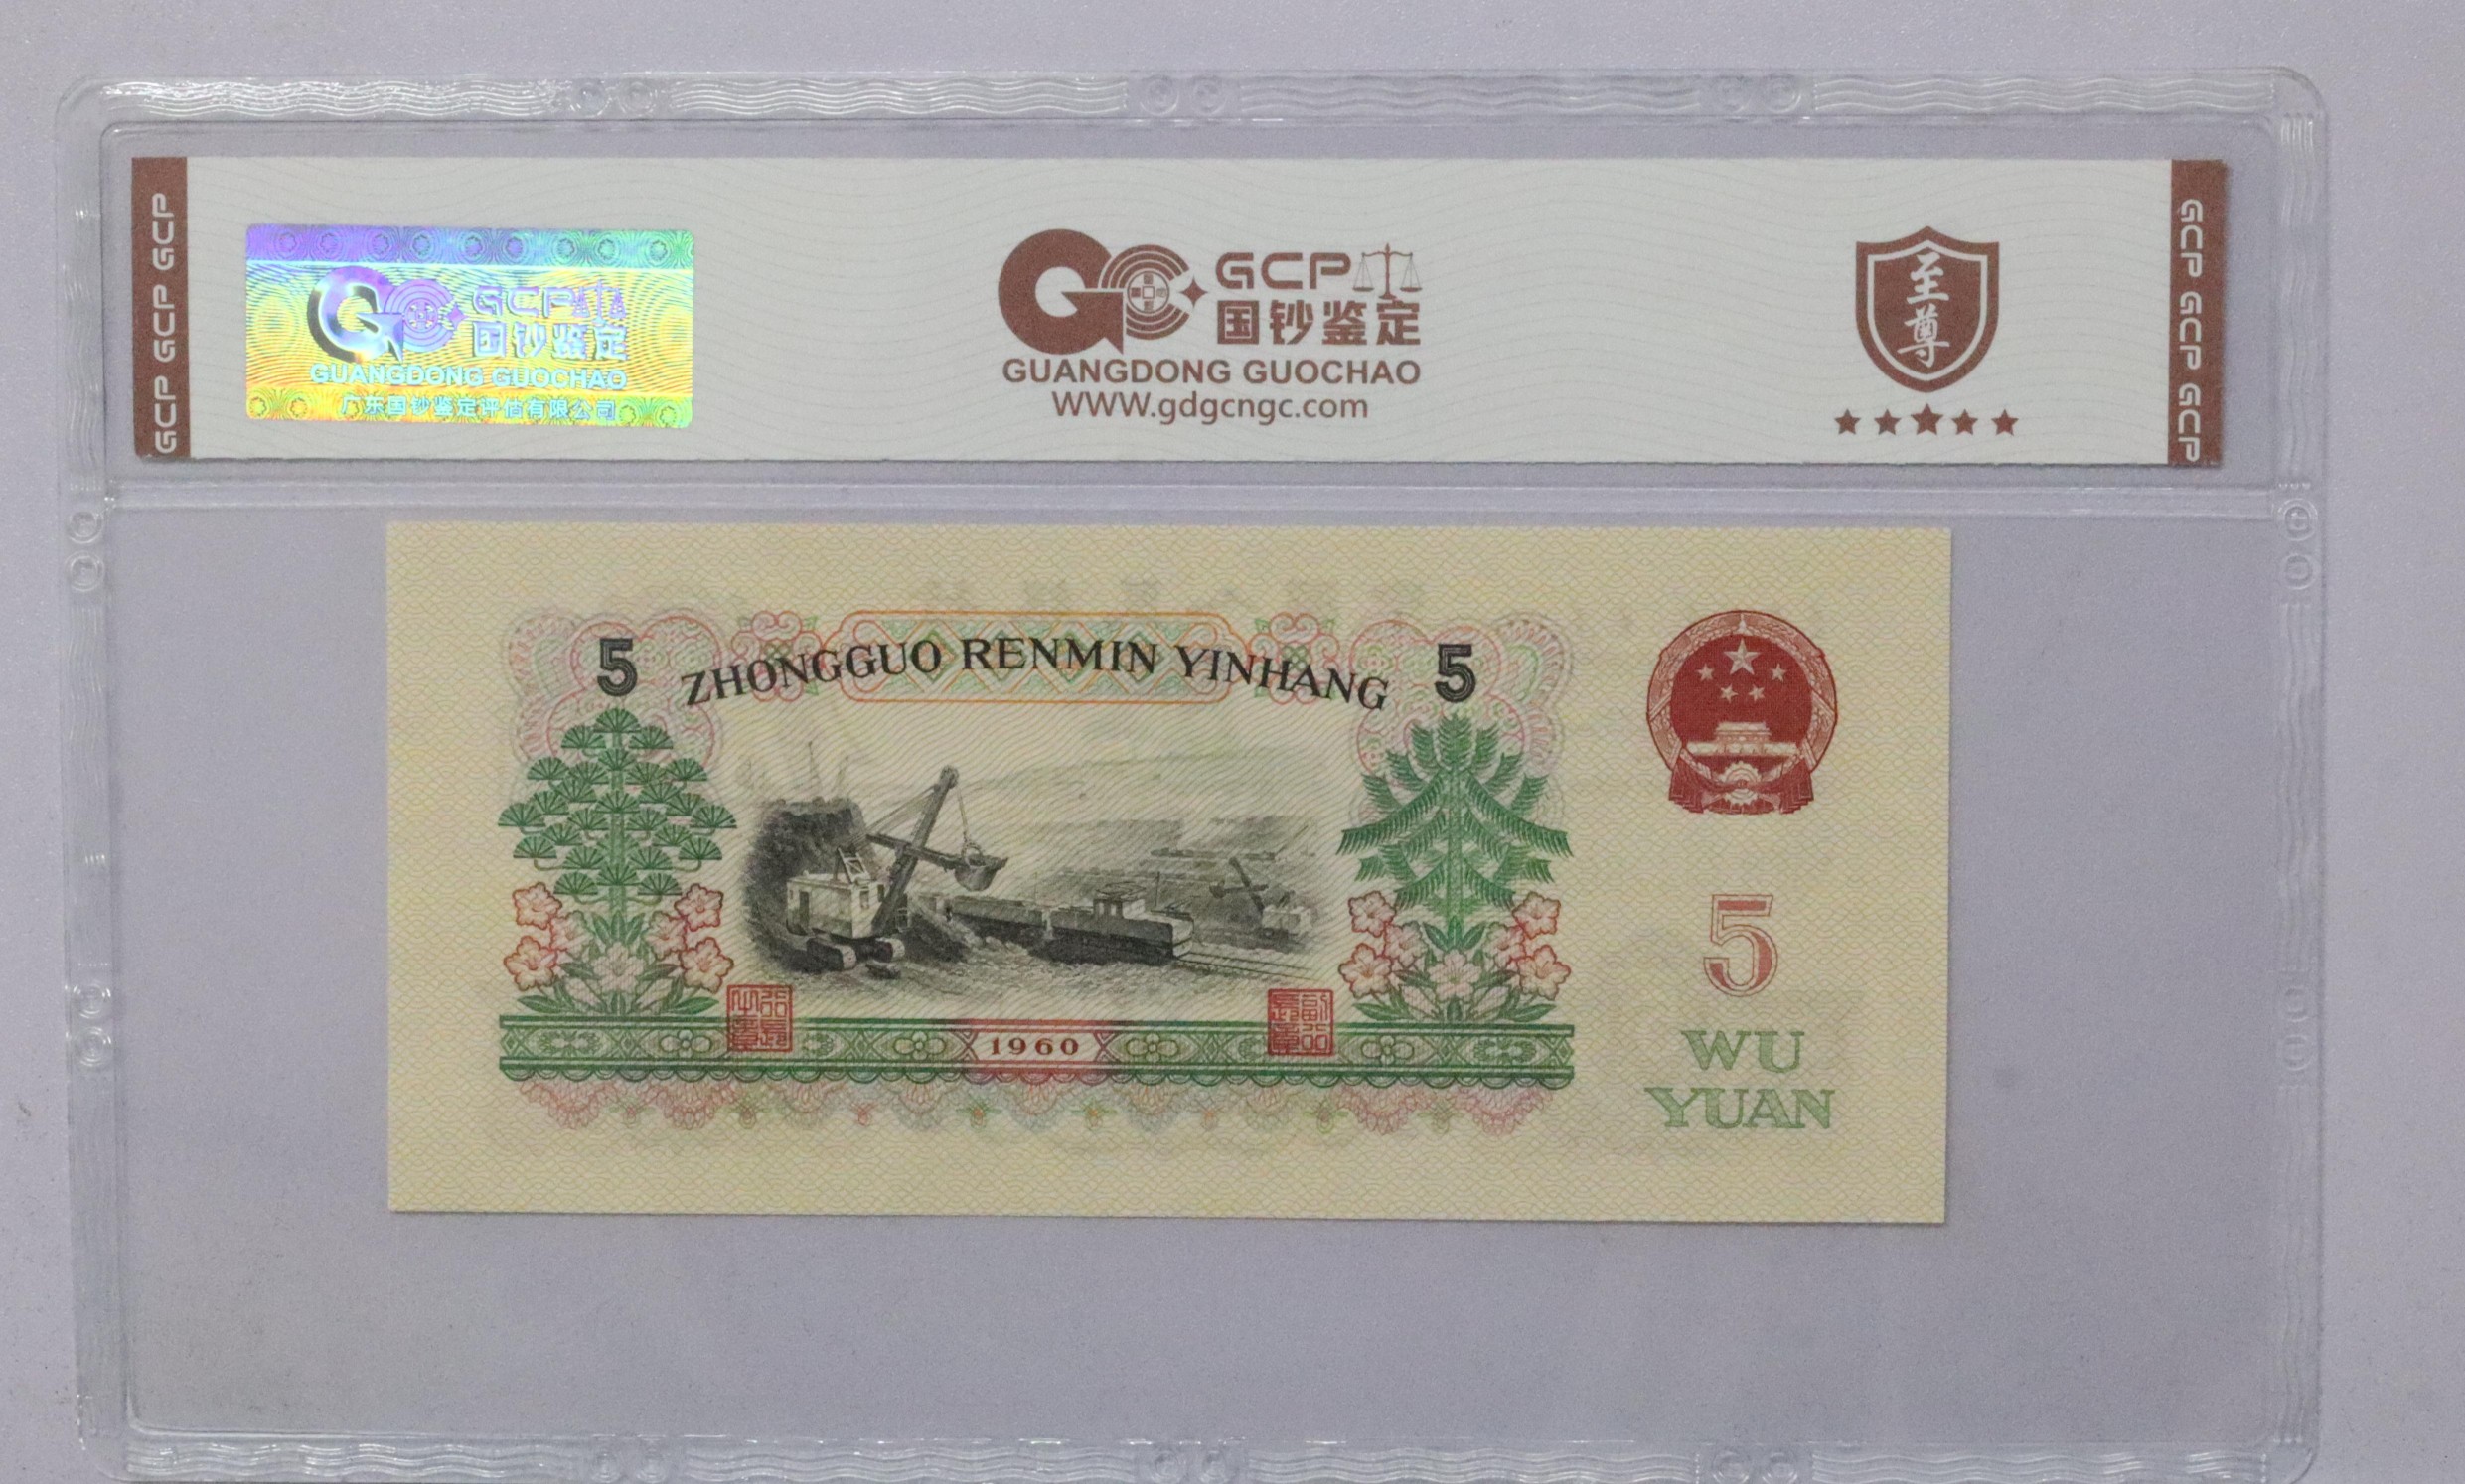 GCP GCP GCP
GCP
国钞鉴定
GUANGDONG GUOCHAO
广东国钞鉴定评估有限公司
GCP
国钞鉴定
GUANGDONG GUOCHAO
WWW.gdgcngc.com
至尊
GCP GCP GCP
5 ZHONGGUO RENMIN YINHANG 5
5
WU
YUAN
1960